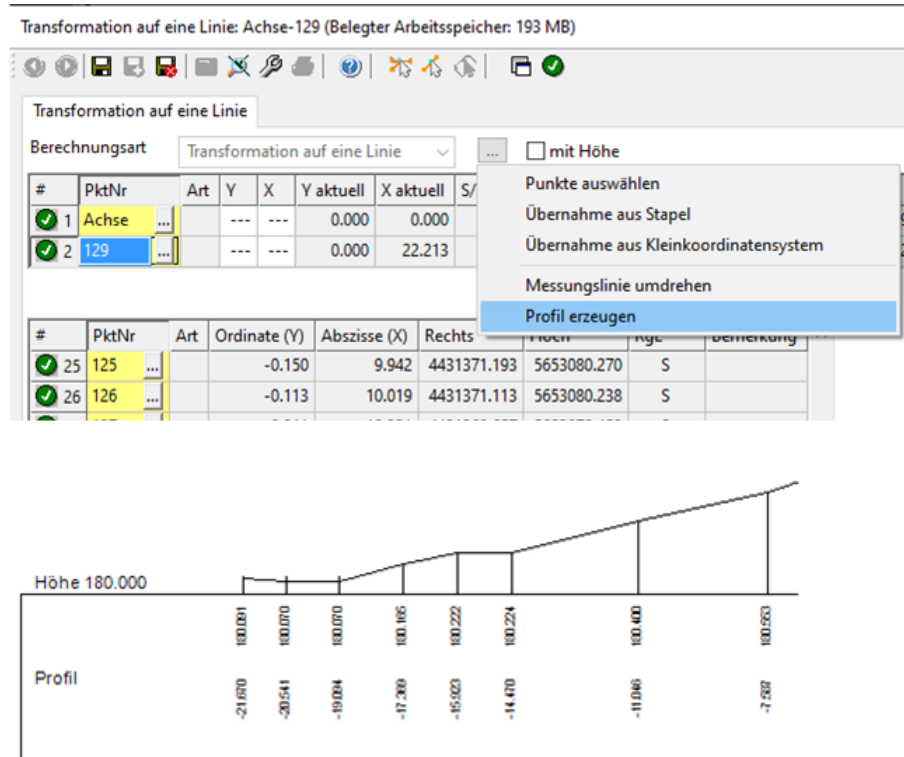 Transformation auf eine Linie: Achse-129 (Belegter Arbeitsspeicher: 193 MB)
Transformation auf eine Linie
Berechnungsart Transformation auf eine Linie ... mit Höhe
# PktNr Art Y X Y aktuell X aktuell S/
1 Achse ... --- --- 0.000 0.000
2 129 ... --- --- 0.000 22.213
Punkte auswählen
Übernahme aus Stapel
Übernahme aus Kleinkoordinatensystem
Messungslinie umdrehen
Profil erzeugen
# PktNr Art Ordinate (Y) Abszisse (X) Rechts
25 125 ... -0.150 9.942 4431371.193 5653080.270 S
26 126 ... -0.113 10.019 4431371.113 5653080.238 S
Höhe 180.000
180.091 180.070 180.070 180.165 180.222 180.224 180.400 180.553
Profil
-21.670 -20.541 -19.094 -17.369 -15.923 -14.470 -11.046 -7.587